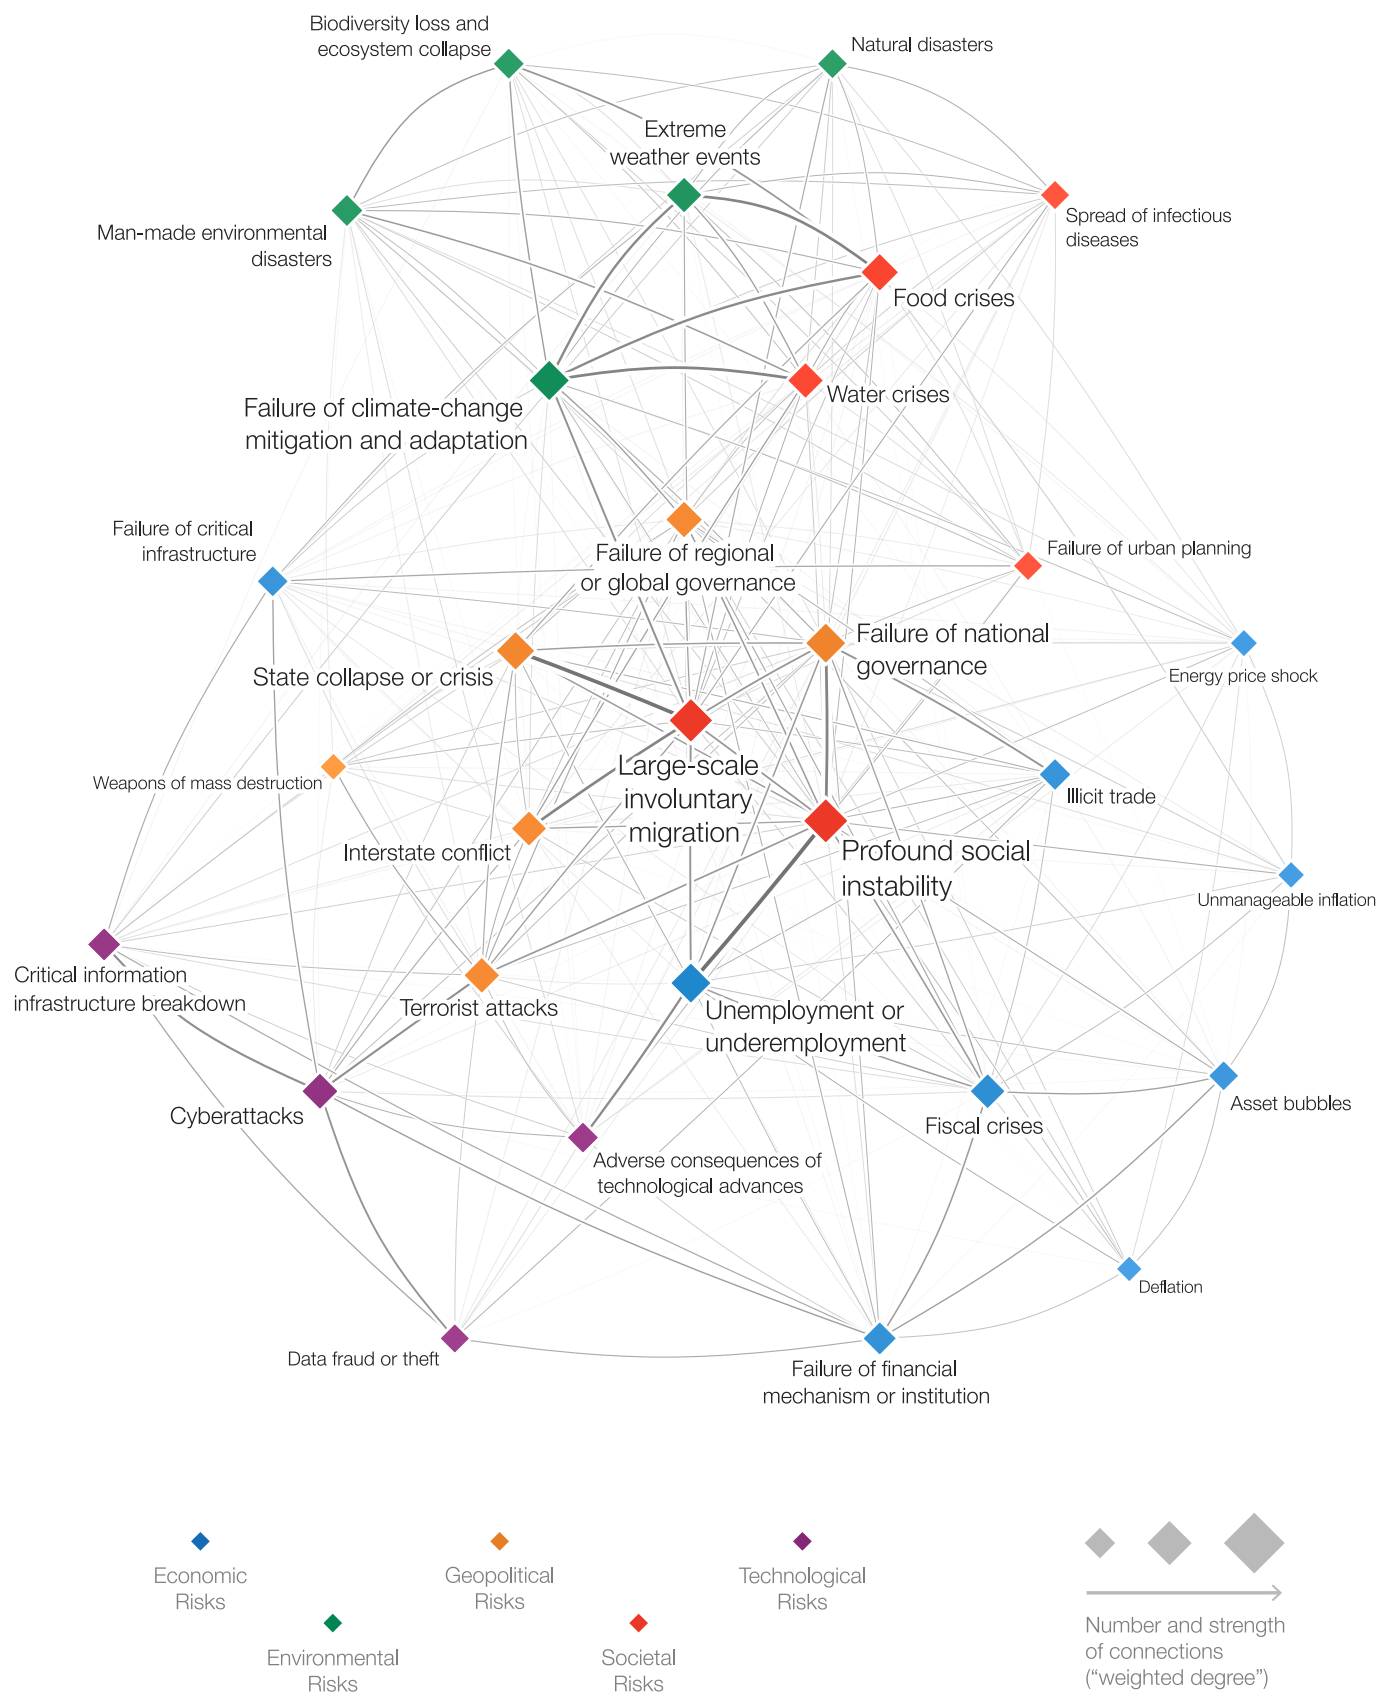 Biodiversity loss and
ecosystem collapse
Natural disasters
Extreme
weather events
Man-made environmental
disasters
Spread of infectious
diseases
Food crises
Water crises
Failure of climate-change
mitigation and adaptation
Failure of critical
infrastructure
Failure of regional
or global governance
Failure of urban planning
State collapse or crisis
Failure of national
governance
Energy price shock
Weapons of mass destruction
Large-scale
involuntary
migration
Illicit trade
Interstate conflict
Profound social
instability
Unmanageable inflation
Critical information
infrastructure breakdown
Terrorist attacks
Unemployment or
underemployment
Cyberattacks
Fiscal crises
Asset bubbles
Adverse consequences of
technological advances
Deflation
Data fraud or theft
Failure of financial
mechanism or institution
Economic
Risks
Geopolitical
Risks
Technological
Risks
Environmental
Risks
Societal
Risks
Number and strength
of connections
(“weighted degree”)